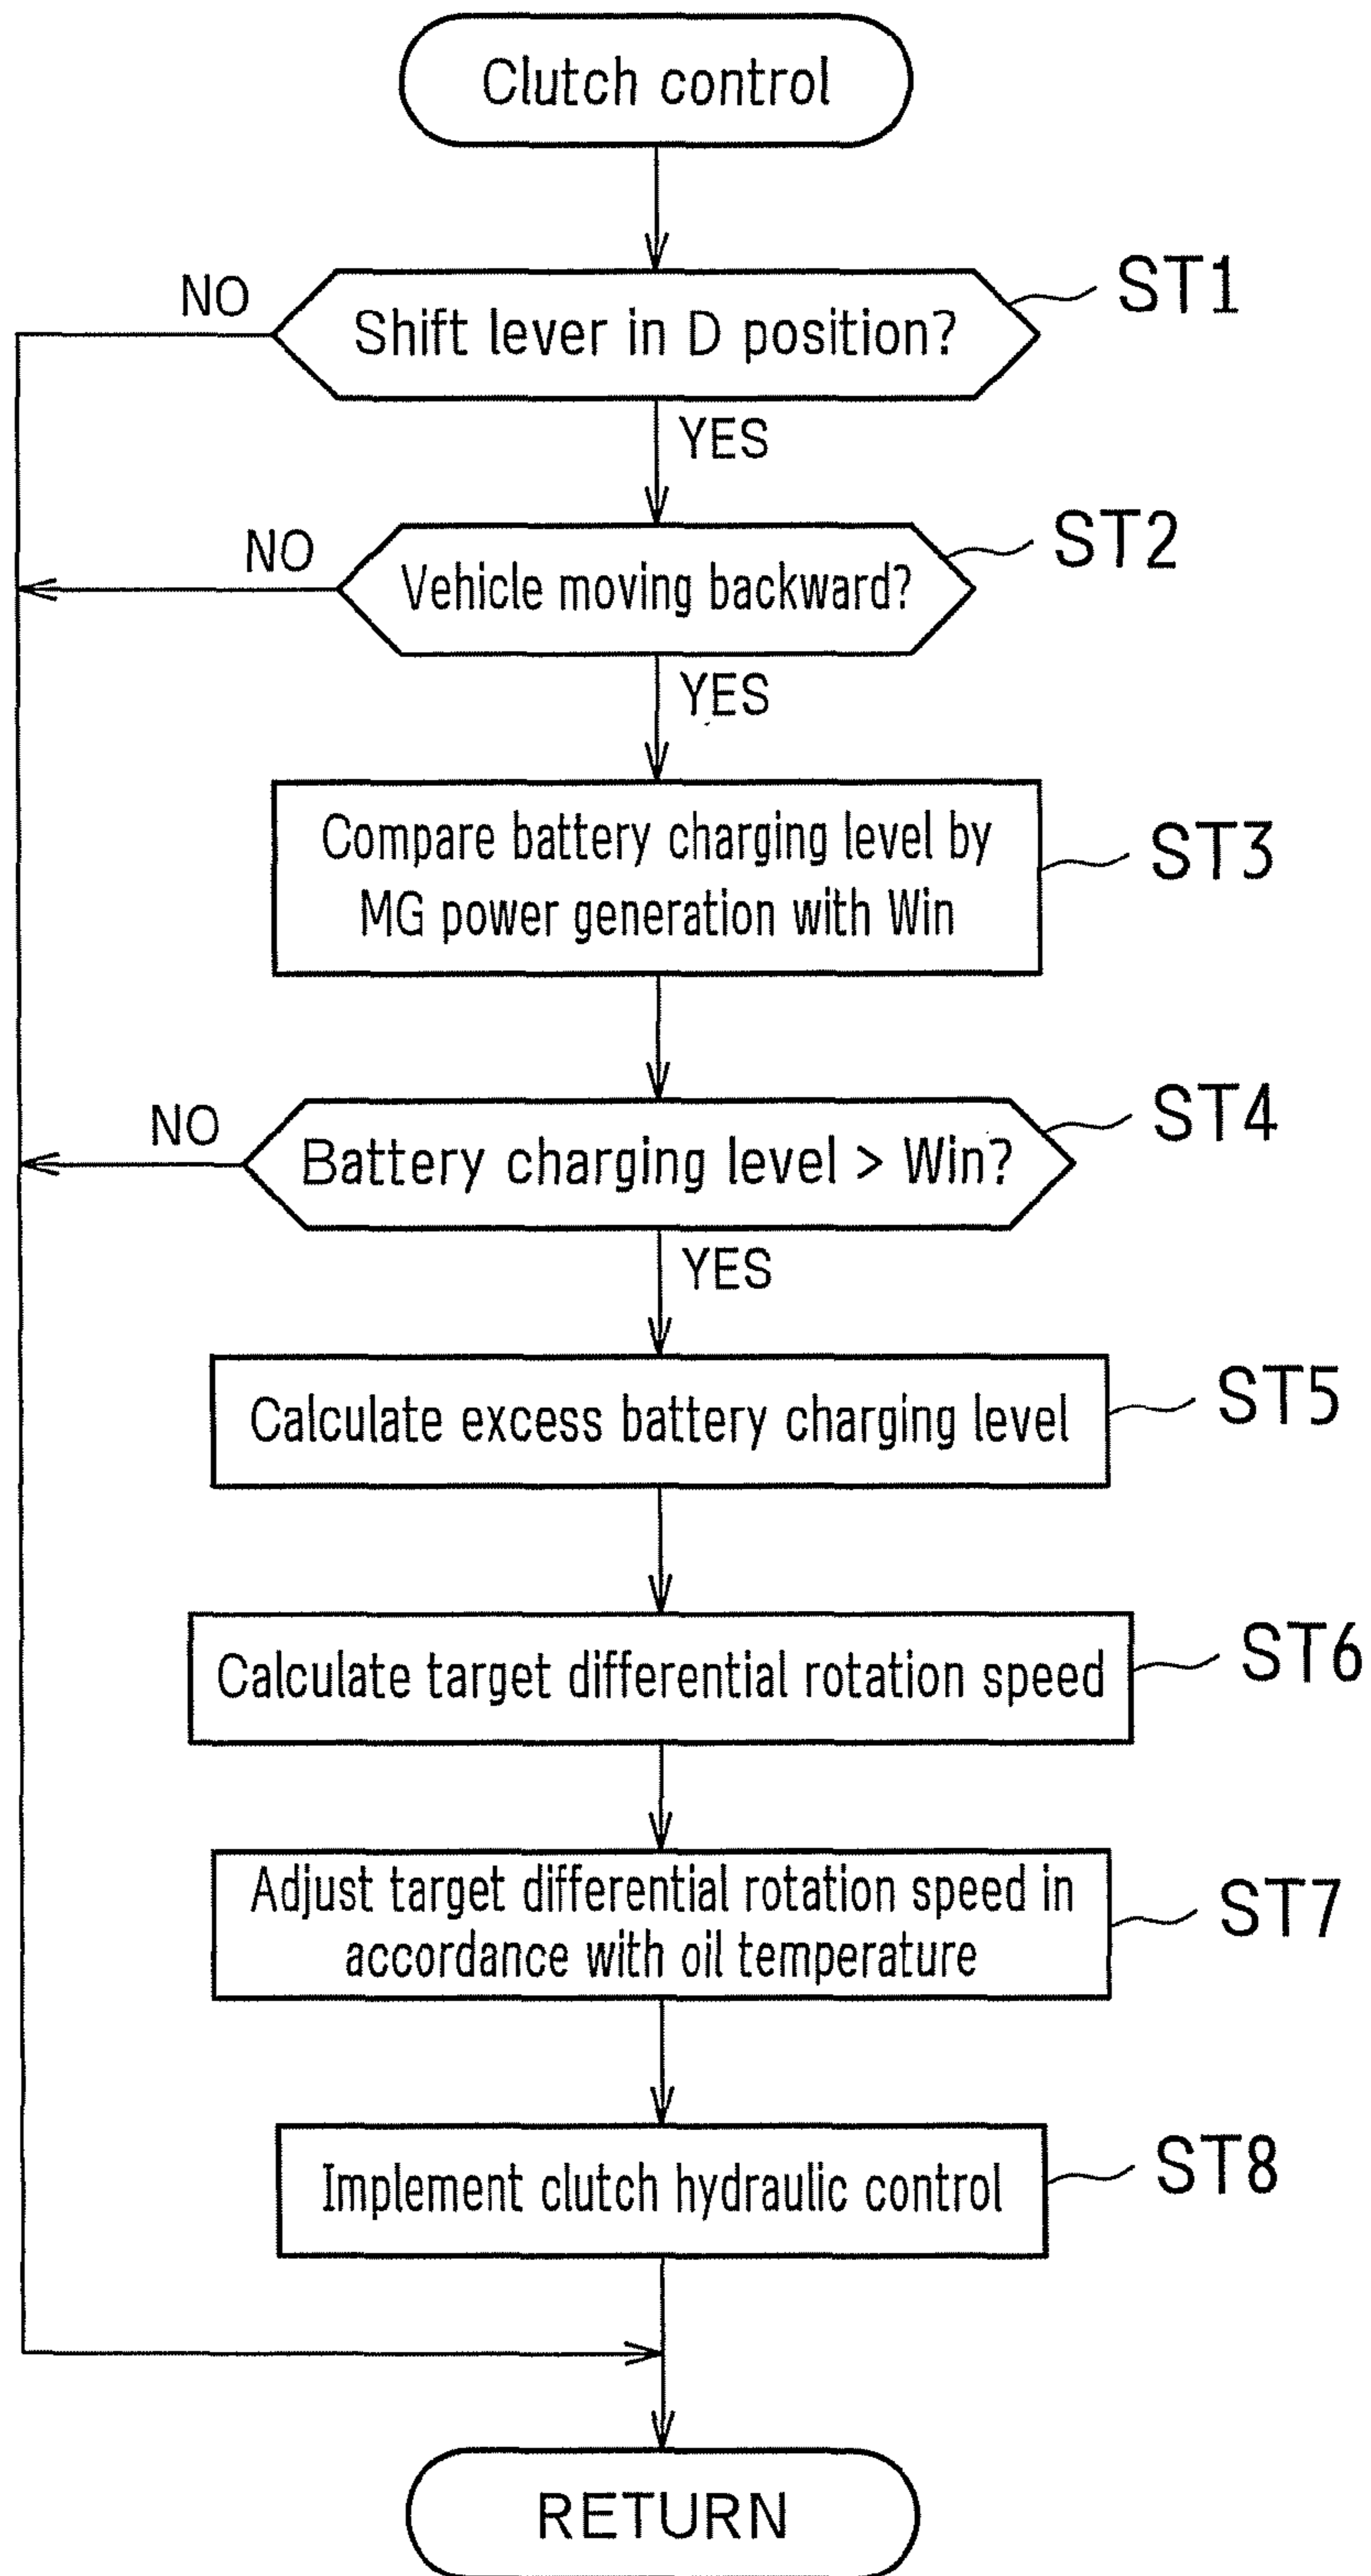 Clutch control
NO
Shift lever in D position?
ST1
YES
NO
Vehicle moving backward?
ST2
YES
Compare battery charging level by
MG power generation with Win
ST3
NO
Battery charging level > Win?
ST4
YES
Calculate excess battery charging level
ST5
Calculate target differential rotation speed
ST6
Adjust target differential rotation speed in
accordance with oil temperature
ST7
Implement clutch hydraulic control
ST8
RETURN